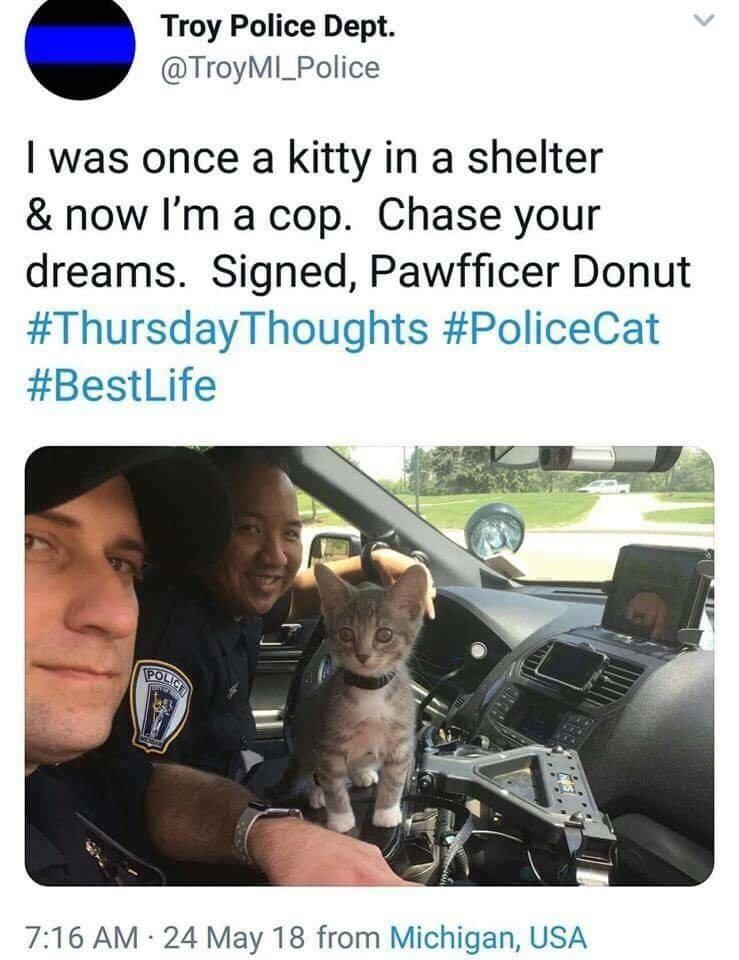 Troy Police Dept.
@TroyMI_Police
I was once a kitty in a shelter
& now I'm a cop.  Chase your
dreams.  Signed, Pawfficer Donut
#ThursdayThoughts #PoliceCat
#BestLife
POLICE
7:16 AM · 24 May 18 from Michigan, USA